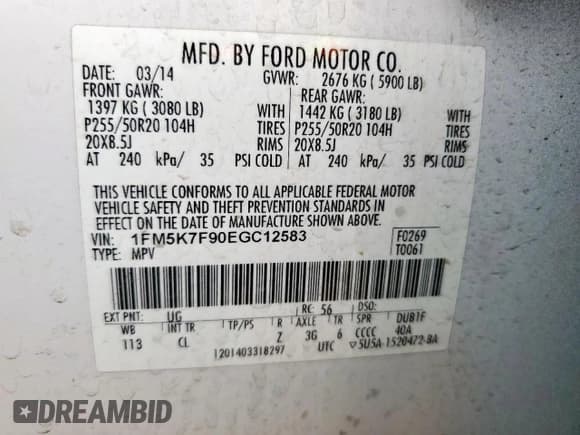 MFD. BY FORD MOTOR CO.
DATE: 03/14 GVWR: 2676 KG ( 5900 LB)
FRONT GAWR: REAR GAWR:
1397 KG ( 3080 LB) WITH 1442 KG ( 3180 LB) WITH
P255/50R20 104H TIRES P255/50R20 104H TIRES
20X8.5J RIMS 20X8.5J RIMS
AT 240 kPa/ 35 PSI COLD AT 240 kPa/ 35 PSI COLD
THIS VEHICLE CONFORMS TO ALL APPLICABLE FEDERAL MOTOR
VEHICLE SAFETY AND THEFT PREVENTION STANDARDS IN
EFFECT ON THE DATE OF MANUFACTURE SHOWN ABOVE.
VIN: 1FM5K7F90EGC12583 F0269
TYPE: MPV T0061
EXT PNT: UG RC: 56 DSO:
WB INT TR TP/PS R AXLE TR SPR DUB1F
113 CL Z 3G 6 CCCC 40A
1201403318297 UTC ▽5U5A-1520472-BA
DREAMBID